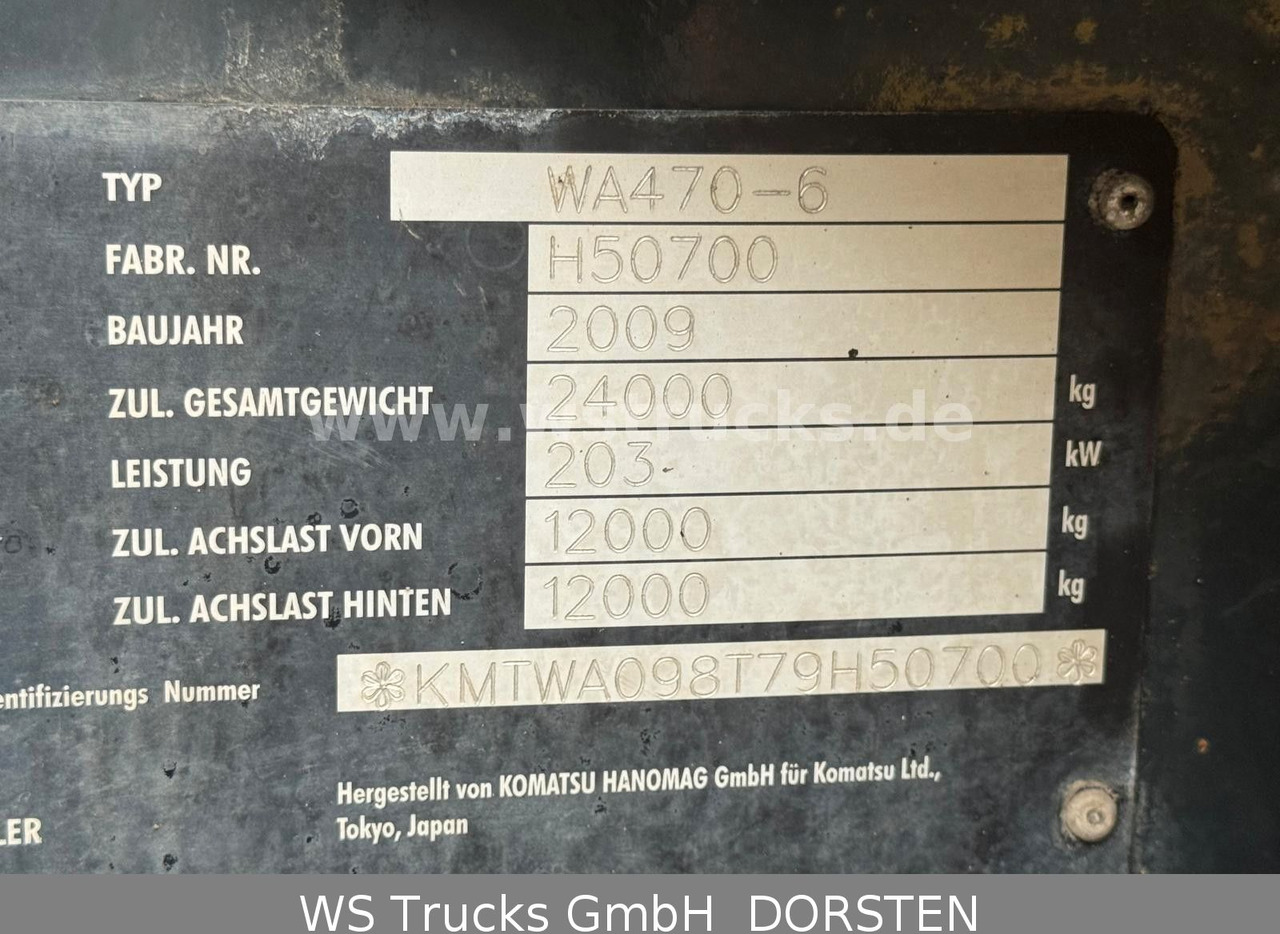 TYP WA470-6
FABR. NR. H50700
BAUJAHR 2009
ZUL. GESAMTGEWICHT 24000 kg
www.wstrucks.de
LEISTUNG 203 kW
ZUL. ACHSLAST VORN 12000 kg
ZUL. ACHSLAST HINTEN 12000 kg
entifizierungs Nummer *KMTWA098T79H50700*
Hergestellt von KOMATSU HANOMAG GmbH für Komatsu Ltd.,
LER Tokyo, Japan
WS Trucks GmbH DORSTEN